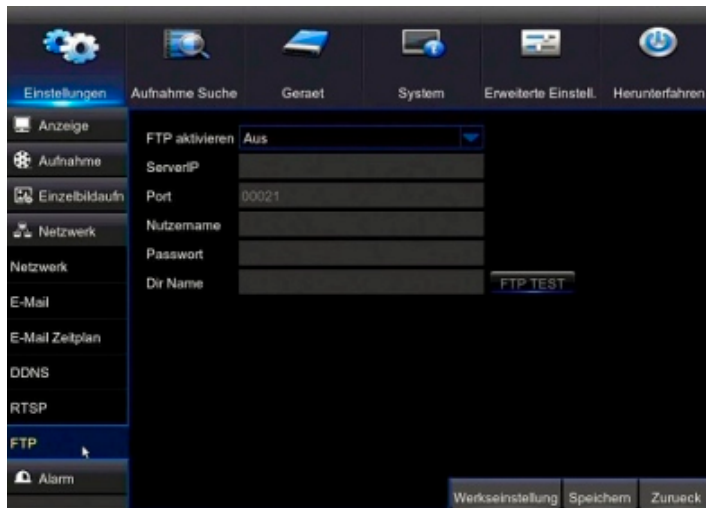 Einstellungen Aufnahme Suche Geraet System Erweiterte Einstell. Herunterfahren
Anzeige
Aufnahme
Einzelbildaufn
Netzwerk
Netzwerk
E-Mail
E-Mail Zeitplan
DDNS
RTSP
FTP
Alarm
FTP aktivieren Aus
ServerIP
Port 00021
Nutzername
Passwort
Dir Name FTP TEST
Werkseinstellung Speichern Zurueck